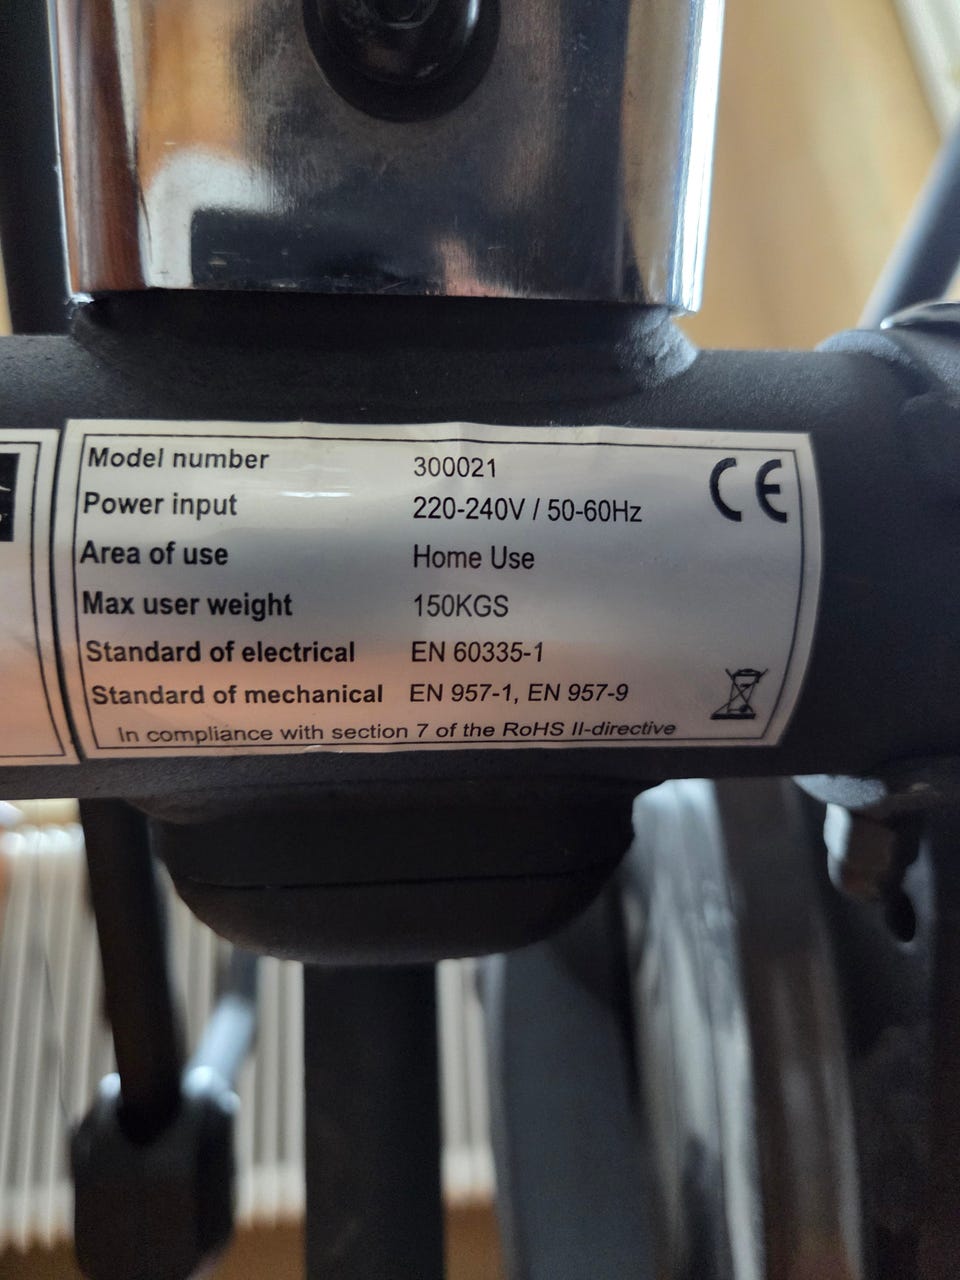 Model number 300021
Power input 220-240V / 50-60Hz
Area of use Home Use
Max user weight 150KGS
Standard of electrical EN 60335-1
Standard of mechanical EN 957-1, EN 957-9
In compliance with section 7 of the RoHS II-directive
CE